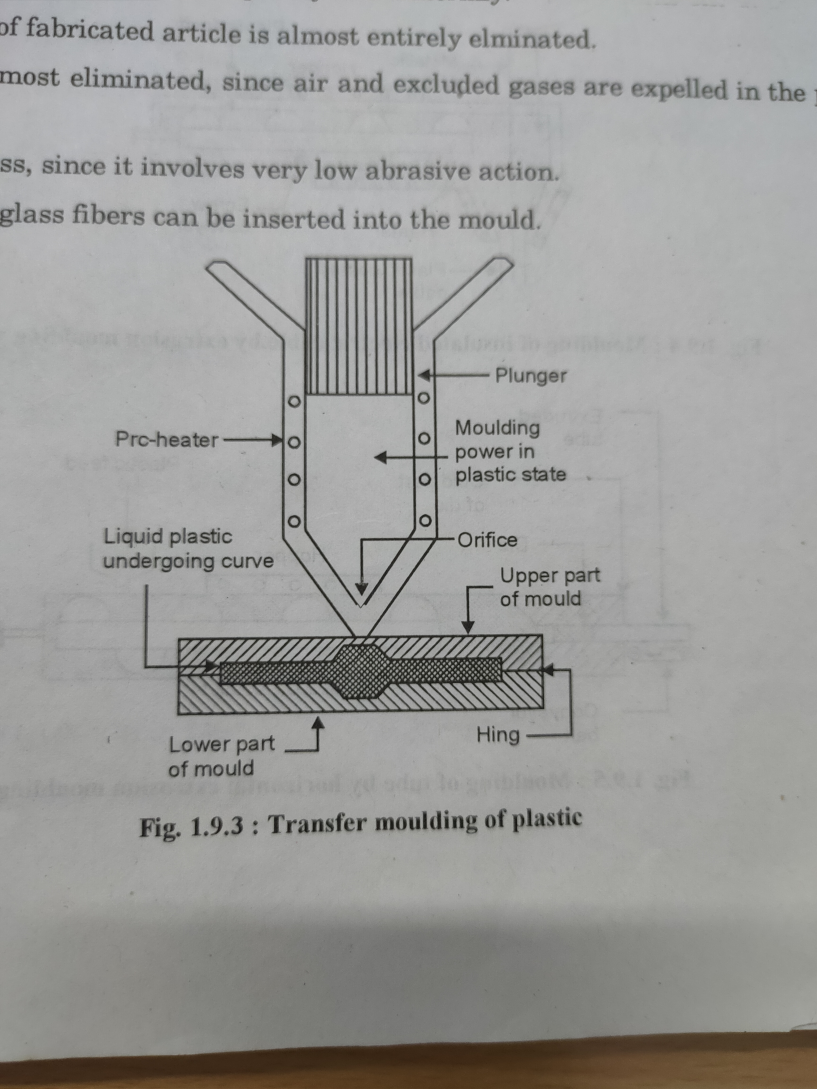 of fabricated article is almost entirely elminated.
most eliminated, since air and excluded gases are expelled in the
ss, since it involves very low abrasive action.
glass fibers can be inserted into the mould.
Plunger
Prc-heater
Moulding
power in
plastic state
Liquid plastic
undergoing curve
Orifice
Upper part
of mould
Lower part
of mould
Hing
Fig. 1.9.3 : Transfer moulding of plastic